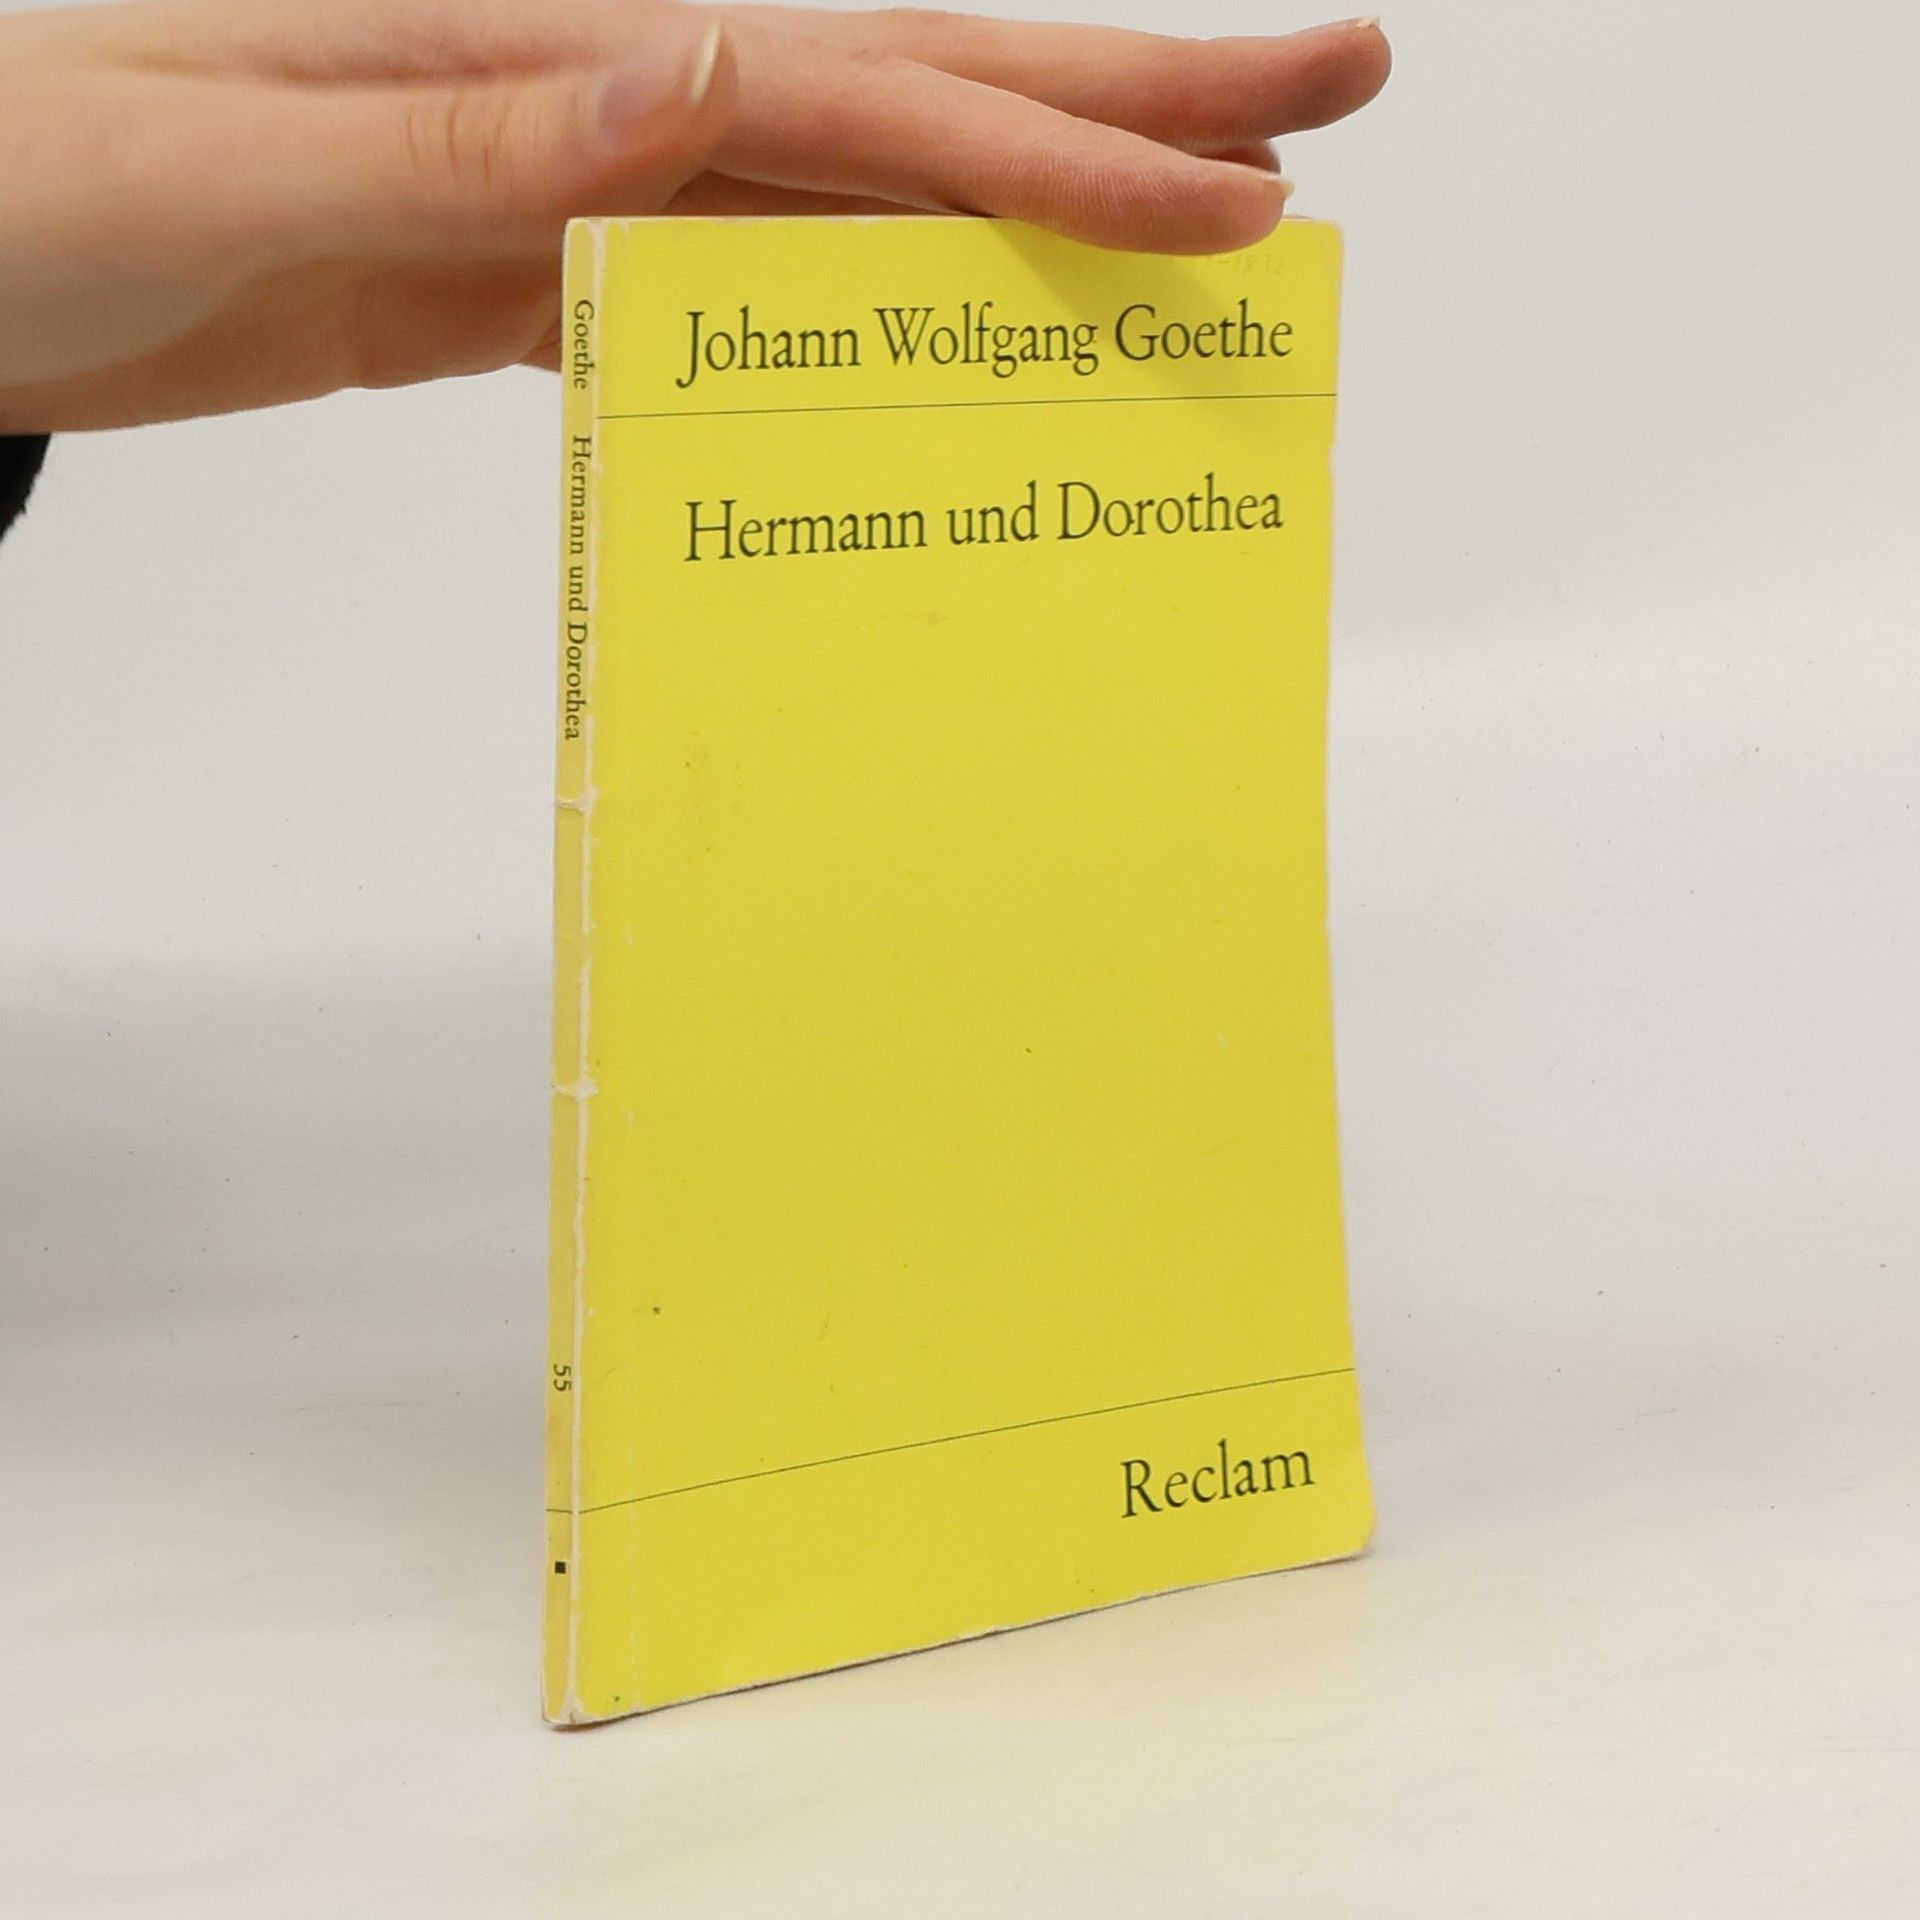 Johann Wolfgang Goethe
Hermann und Dorothea
Reclam
Goethe Hermann und Dorothea
55